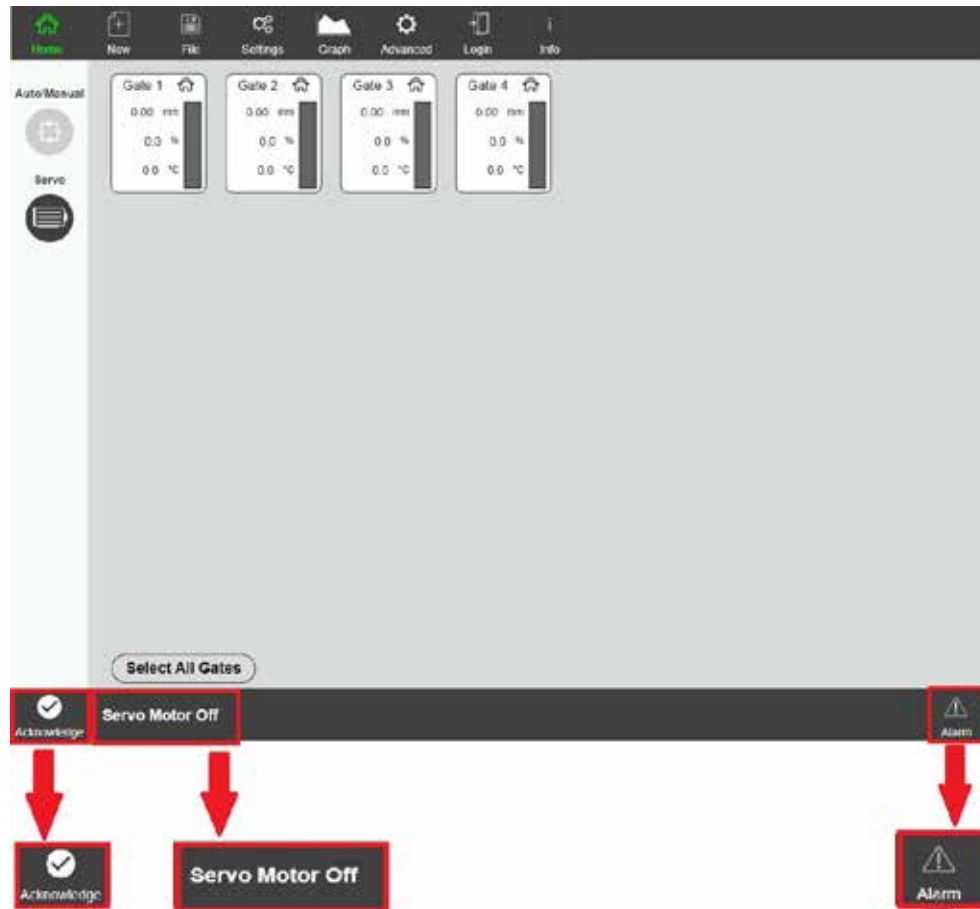 Home New File Settings Graph Advanced Login Info
Auto/Manual
Servo
Gate 1
0.00 mm
0.0 %
0.0 °C
Gate 2
0.00 mm
0.0 %
0.0 °C
Gate 3
0.00 mm
0.0 %
0.0 °C
Gate 4
0.00 mm
0.0 %
0.0 °C
Select All Gates
Acknowledge
Servo Motor Off
Alarm
Acknowledge
Servo Motor Off
Alarm